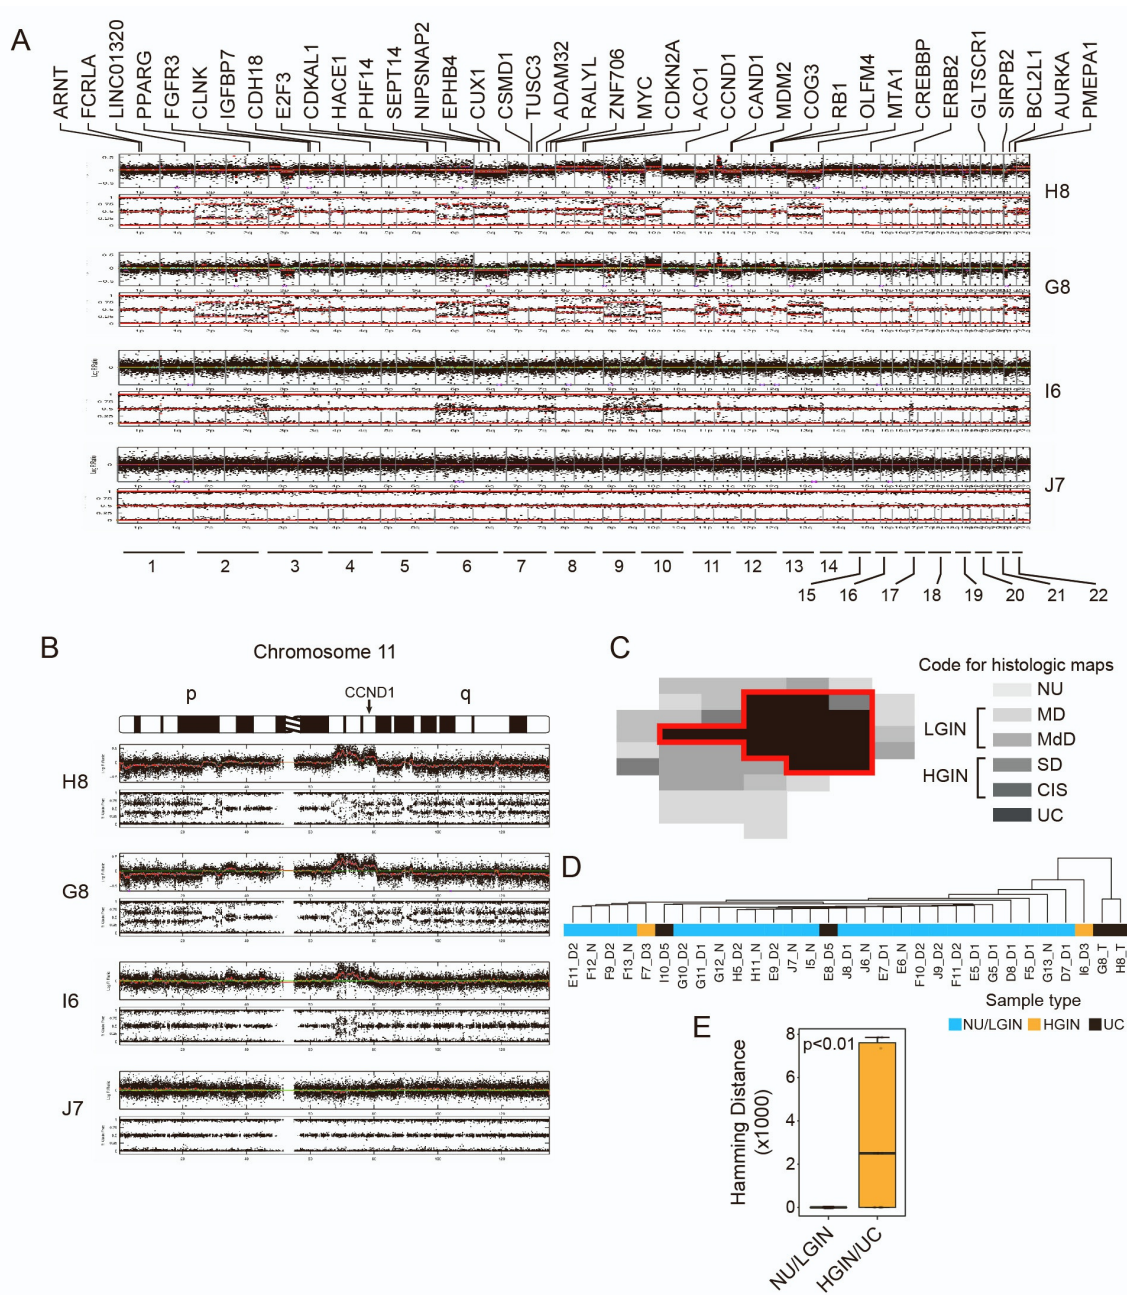 A
ARNT
FCRLA
LINC01320
PPARG
FGFR3
CLNK
IGFBP7
CDH18
E2F3
CDKAL1
HACE1
PHF14
SEPT14
NIPSNAP2
EPHB4
CUX1
CSMD1
TUSC3
ADAM32
RALYL
ZNF706
MYC
CDKN2A
ACO1
CCND1
CAND1
MDM2
COG3
RB1
OLFM4
MTA1
CREBBP
ERBB2
GLTSCR1
SIRPB2
BCL2L1
AURKA
PMEPA1
H8
G8
I6
J7
1 2 3 4 5 6 7 8 9 10 11 12 13 14
15 16 17 18 19 20 21 22
B
Chromosome 11
p
CCND1
q
H8
G8
I6
J7
C
Code for histologic maps
NU
LGIN
MD
MdD
HGIN
SD
CIS
UC
D
E11_D2
F12_N
F9_D2
F13_N
F7_D3
I10_D5
G10_D2
G11_D1
G12_N
H5_D2
H11_N
E9_D2
J7_N
I5_N
E8_D5
J8_D1
J6_N
E7_D1
E6_N
F10_D2
J9_D2
F11_D2
E5_D1
G5_D1
D8_D1
F5_D1
G13_N
D7_D1
I6_D3
G8_T
H8_T
Sample type
NU/LGIN HGIN UC
E
p<0.01
Hamming Distance
(x1000)
8
6
4
2
0
NU/LGIN
HGIN/UC